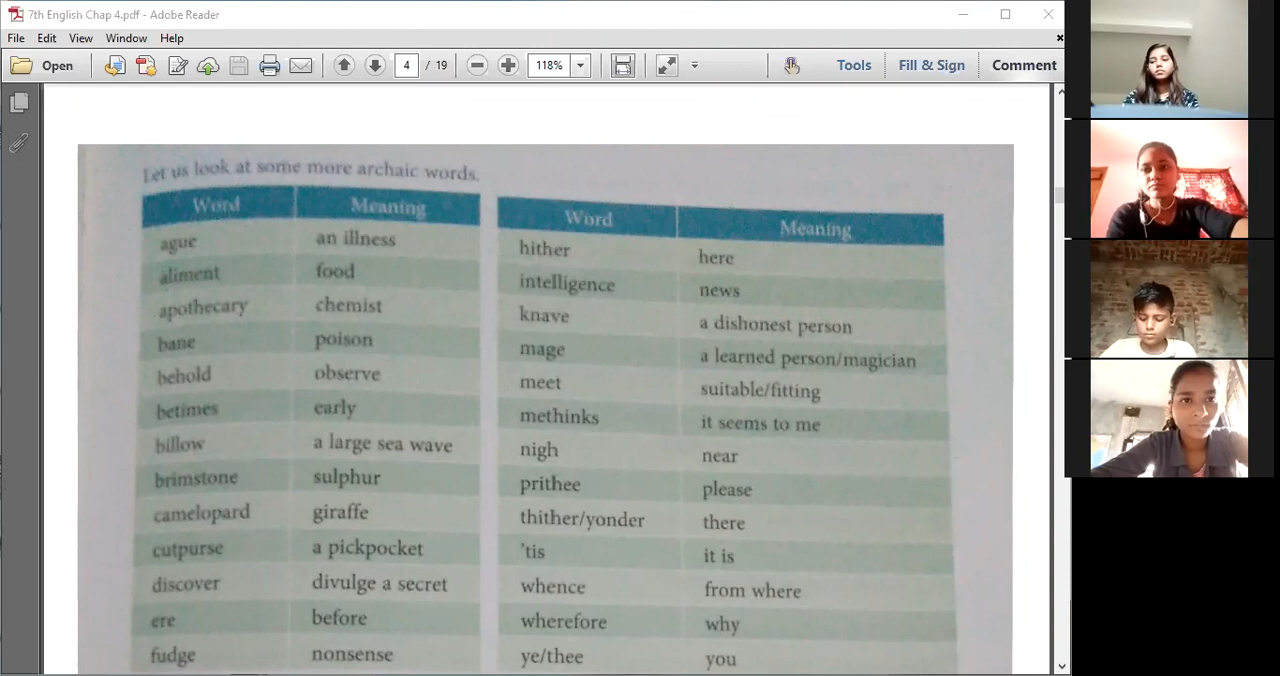 7th English Chap 4.pdf - Adobe Reader
File Edit View Window Help
Open 4 / 19 118% Tools Fill & Sign Comment
Let us look at some more archaic words.
Word Meaning
ague an illness
aliment food
apothecary chemist
bane poison
behold observe
betimes early
billow a large sea wave
brimstone sulphur
camelopard giraffe
cutpurse a pickpocket
discover divulge a secret
ere before
fudge nonsense
Word Meaning
hither here
intelligence news
knave a dishonest person
mage a learned person/magician
meet suitable/fitting
methinks it seems to me
nigh near
prithee please
thither/yonder there
'tis it is
whence from where
wherefore why
ye/thee you